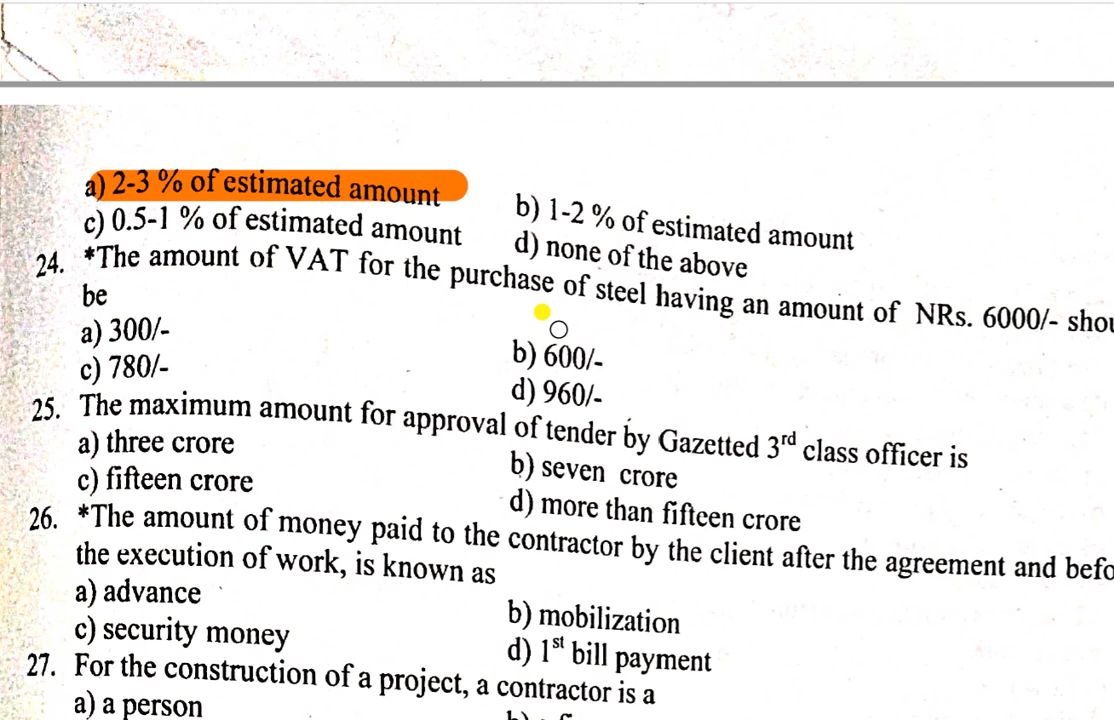 a) 2-3 % of estimated amount
b) 1-2 % of estimated amount
c) 0.5-1 % of estimated amount
d) none of the above
24. *The amount of VAT for the purchase of steel having an amount of NRs. 6000/- shou
be
a) 300/-
b) 600/-
c) 780/-
d) 960/-
25. The maximum amount for approval of tender by Gazetted 3rd class officer is
a) three crore
b) seven crore
c) fifteen crore
d) more than fifteen crore
26. *The amount of money paid to the contractor by the client after the agreement and befo
the execution of work, is known as
a) advance
b) mobilization
c) security money
d) 1st bill payment
27. For the construction of a project, a contractor is a
a) a person